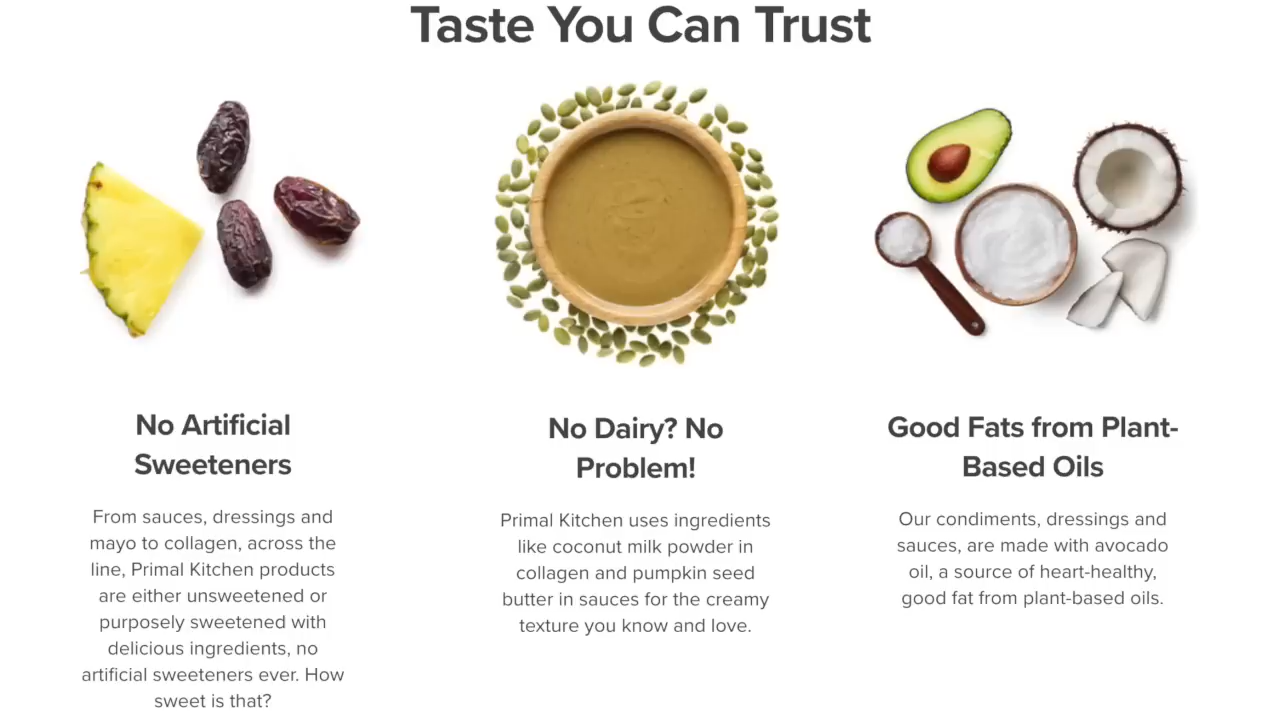 Taste You Can Trust
No Artificial
Sweeteners
From sauces, dressings and
mayo to collagen, across the
line, Primal Kitchen products
are either unsweetened or
purposely sweetened with
delicious ingredients, no
artificial sweeteners ever. How
sweet is that?
No Dairy? No
Problem!
Primal Kitchen uses ingredients
like coconut milk powder in
collagen and pumpkin seed
butter in sauces for the creamy
texture you know and love.
Good Fats from Plant-
Based Oils
Our condiments, dressings and
sauces, are made with avocado
oil, a source of heart-healthy,
good fat from plant-based oils.